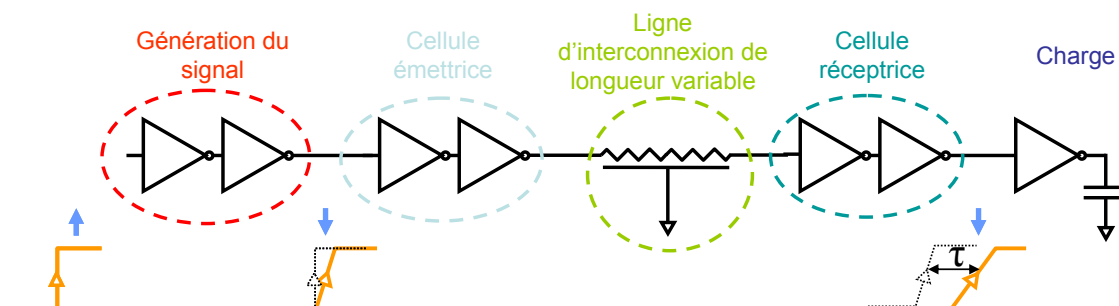 Génération du
signal
Cellule
émettrice
Ligne
d'interconnexion de
longueur variable
Cellule
réceptrice
Charge
τ